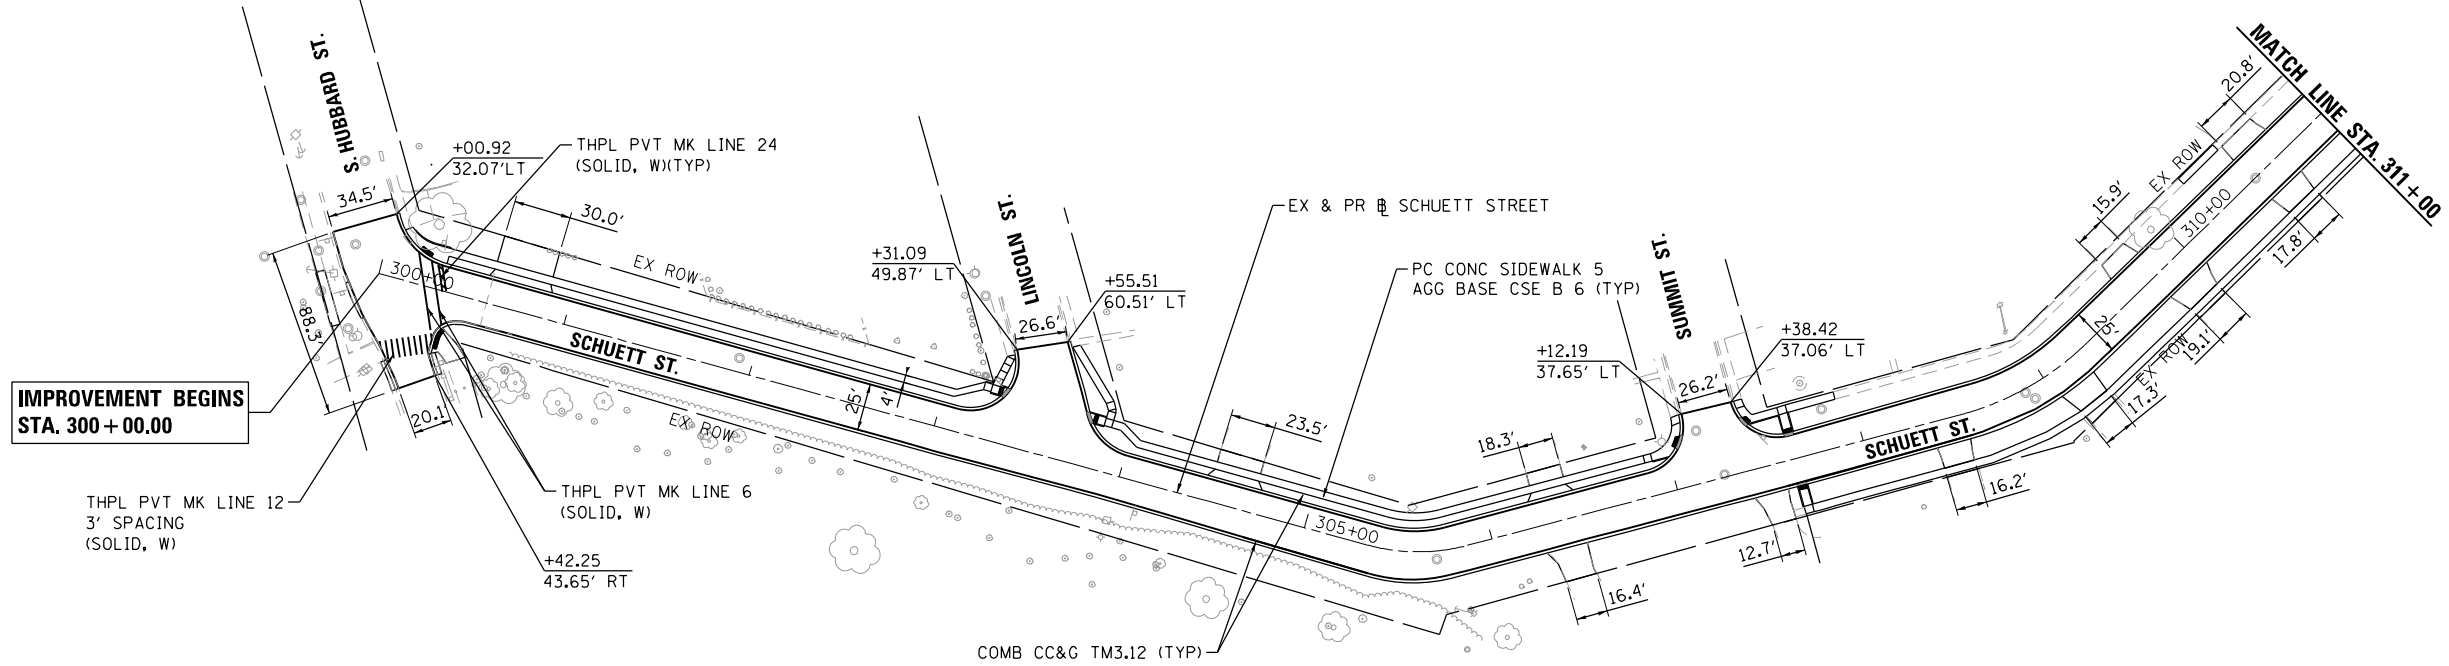 S. HUBBARD ST.
34.5'
+00.92
32.07'LT
THPL PVT MK LINE 24
(SOLID, W)(TYP)
30.0'
EX ROW
300+00
88.3'
IMPROVEMENT BEGINS
STA. 300+00.00
20.1'
THPL PVT MK LINE 12
3' SPACING
(SOLID, W)
THPL PVT MK LINE 6
(SOLID, W)
+42.25
43.65' RT
SCHUETT ST.
EX ROW
25'
4'
+31.09
49.87' LT
LINCOLN ST.
26.6'
+55.51
60.51' LT
EX & PR ℄ SCHUETT STREET
23.5'
PC CONC SIDEWALK 5
AGG BASE CSE B 6 (TYP)
305+00
COMB CC&G TM3.12 (TYP)
18.3'
+12.19
37.65' LT
SUMMIT ST.
26.2'
+38.42
37.06' LT
16.4'
12.7'
SCHUETT ST.
16.2'
17.3'
EX ROW
19.1'
25'
17.8'
15.9'
EX ROW
20.8'
310+00
MATCH LINE STA. 311+00